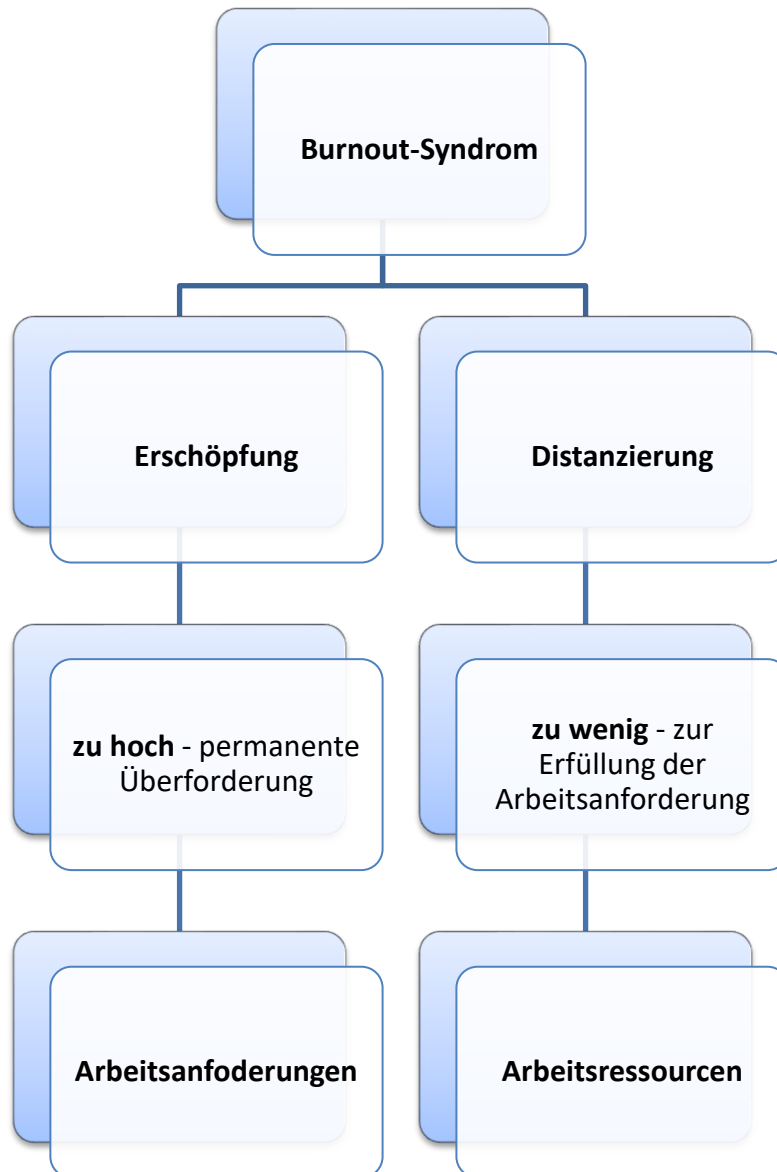 Burnout-Syndrom
Erschöpfung
Distanzierung
zu hoch - permanente
Überforderung
zu wenig - zur
Erfüllung der
Arbeitsanforderung
Arbeitsanfoderungen
Arbeitsressourcen